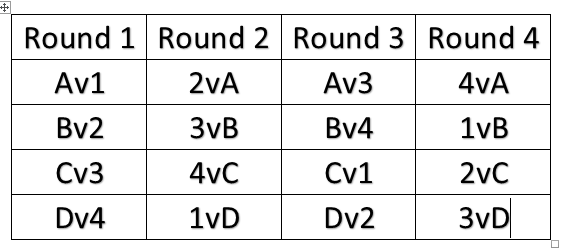 Round 1 Round 2 Round 3 Round 4
Av1 2vA Av3 4vA
Bv2 3vB Bv4 1vB
Cv3 4vC Cv1 2vC
Dv4 1vD Dv2 3vD